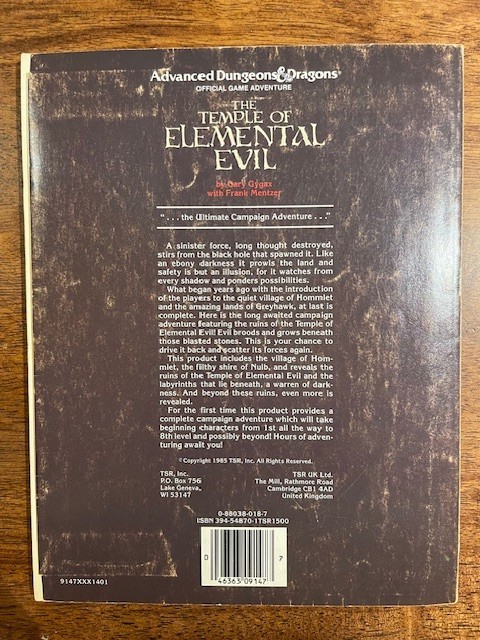 Advanced Dungeons & Dragons®
OFFICIAL GAME ADVENTURE
THE
TEMPLE OF
ELEMENTAL
EVIL
by Gary Gygax
with Frank Mentzer
". . . the Ultimate Campaign Adventure . . ."
A sinister force, long thought destroyed,
stirs from the black hole that spawned it. Like
an ebony darkness it prowls the land and
safety is but an illusion, for it watches from
every shadow and ponders possibilities.
What began years ago with the introduction
of the players to the quiet village of Hommlet
and the amazing lands of Greyhawk, at last is
complete. Here is the long awaited campaign
adventure featuring the ruins of the Temple of
Elemental Evil! Evil broods and grows beneath
those blasted stones. This is your chance to
drive it back and scatter its forces again.
This product includes the village of Hom-
mlet, the filthy shire of Nulb, and reveals the
ruins of the Temple of Elemental Evil and the
labyrinths that lie beneath, a warren of dark-
ness. And beyond these ruins, even more is
revealed.
For the first time this product provides a
complete campaign adventure which will take
beginning characters from 1st all the way to
8th level and possibly beyond! Hours of adven-
turing await you!
© Copyright 1985 TSR, Inc. All Rights Reserved.
TSR, Inc.
P.O. Box 756
Lake Geneva,
WI 53147
TSR UK Ltd.
The Mill, Rathmore Road
Cambridge CB1 4AD
United Kingdom
0-88038-018-7
ISBN 394-54870-1TSR1500
0 7
46363 09147
9147XXX1401